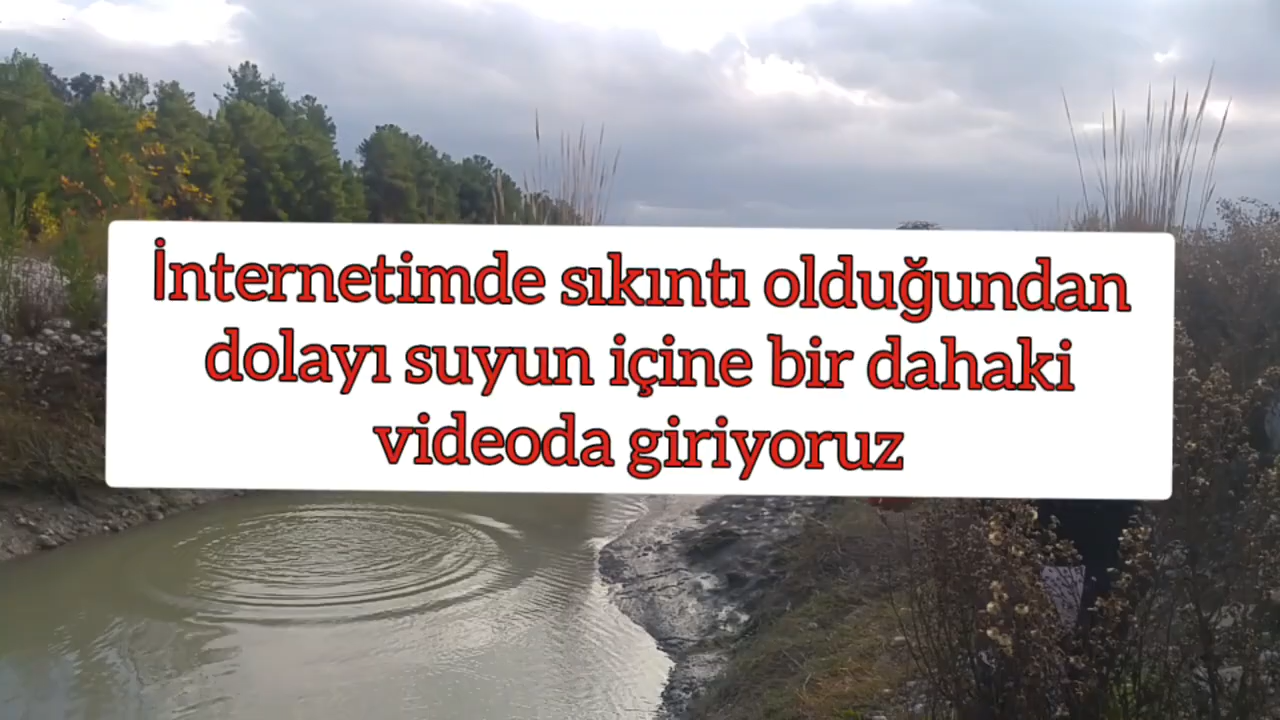 İnternetimde sıkıntı olduğundan
dolayı suyun içine bir dahaki
videoda giriyoruz